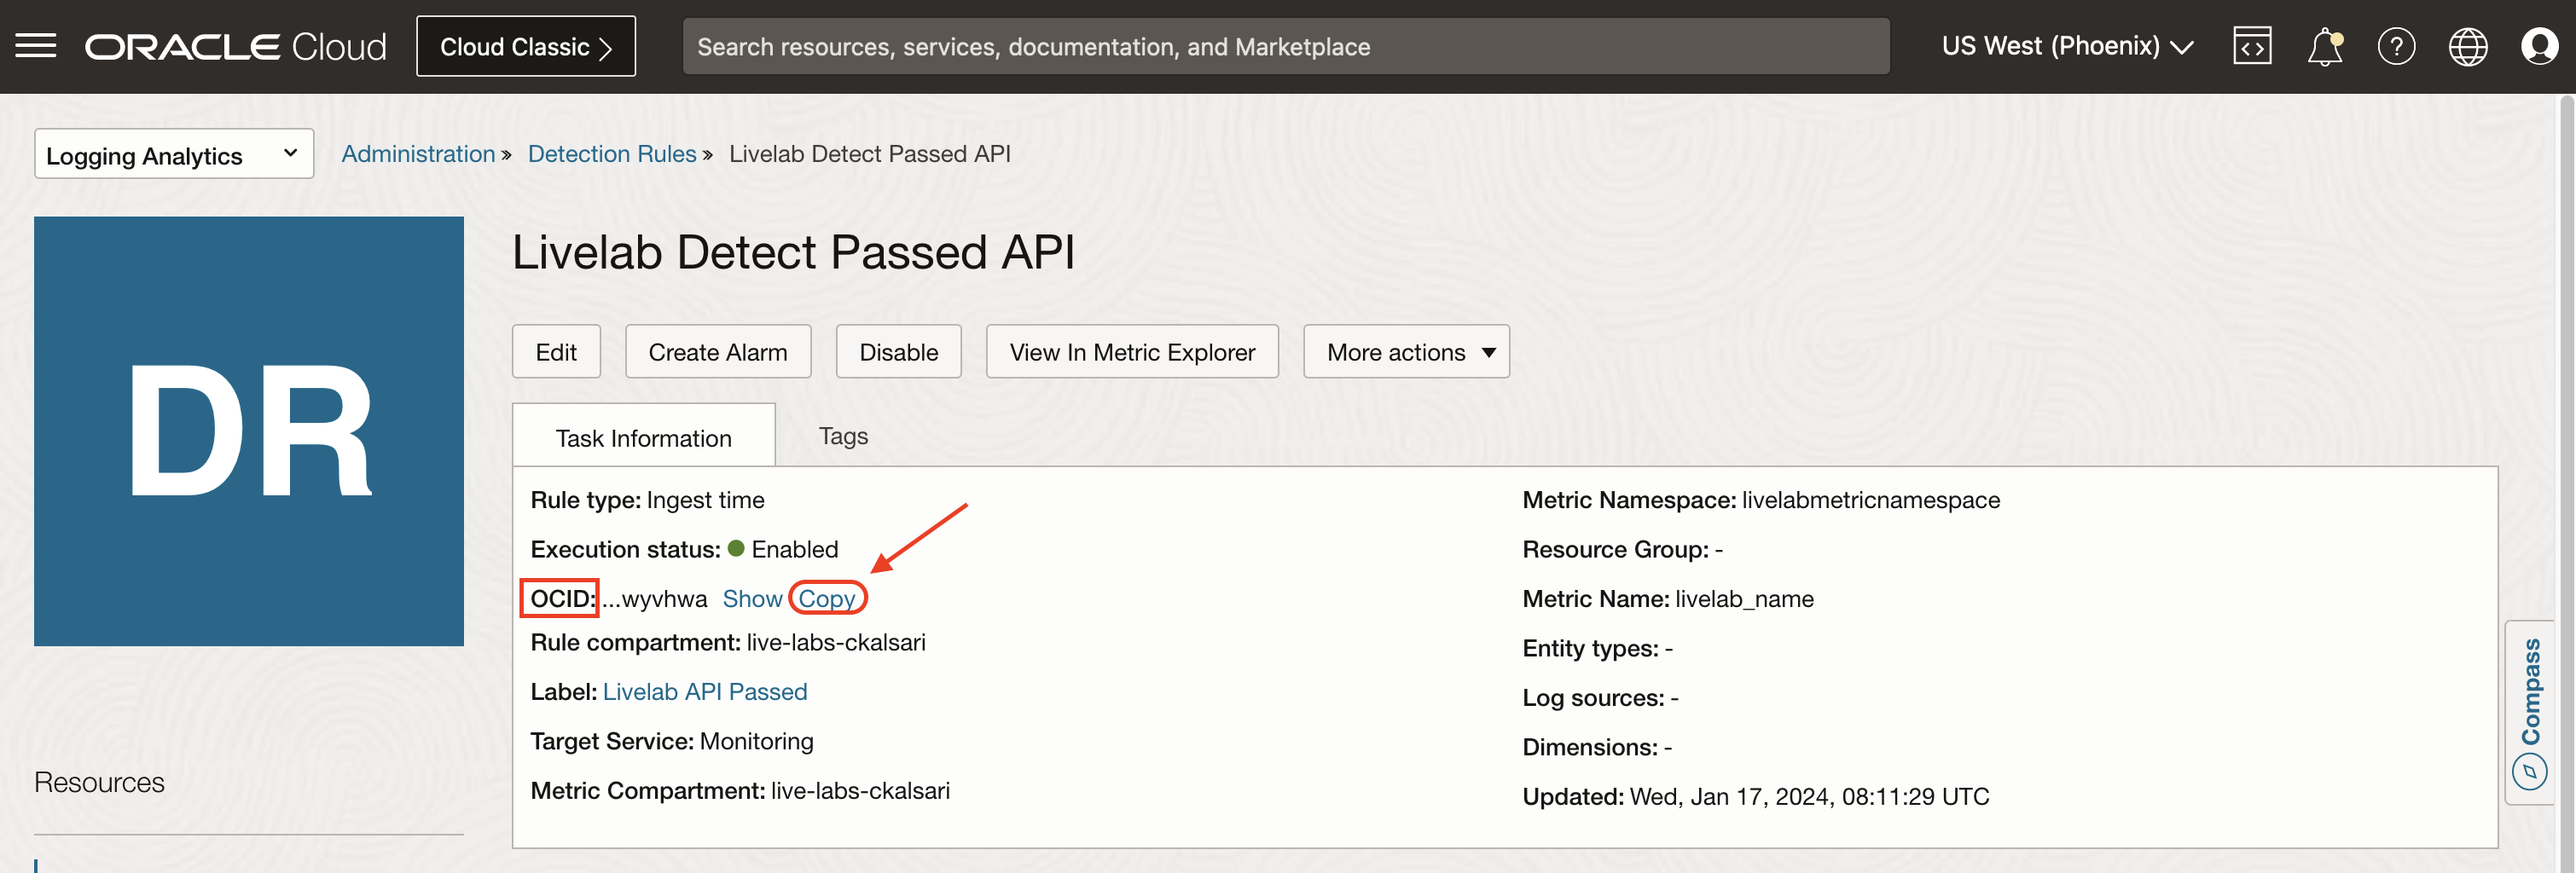 ORACLE Cloud
Cloud Classic
Search resources, services, documentation, and Marketplace
US West (Phoenix)
Logging Analytics
Administration » Detection Rules » Livelab Detect Passed API
DR
Livelab Detect Passed API
Edit
Create Alarm
Disable
View In Metric Explorer
More actions
Task Information
Tags
Rule type: Ingest time
Execution status: Enabled
OCID: ...wyvhwa Show Copy
Rule compartment: live-labs-ckalsari
Label: Livelab API Passed
Target Service: Monitoring
Metric Compartment: live-labs-ckalsari
Metric Namespace: livelabmetricnamespace
Resource Group: -
Metric Name: livelab_name
Entity types: -
Log sources: -
Dimensions: -
Updated: Wed, Jan 17, 2024, 08:11:29 UTC
Compass
Resources